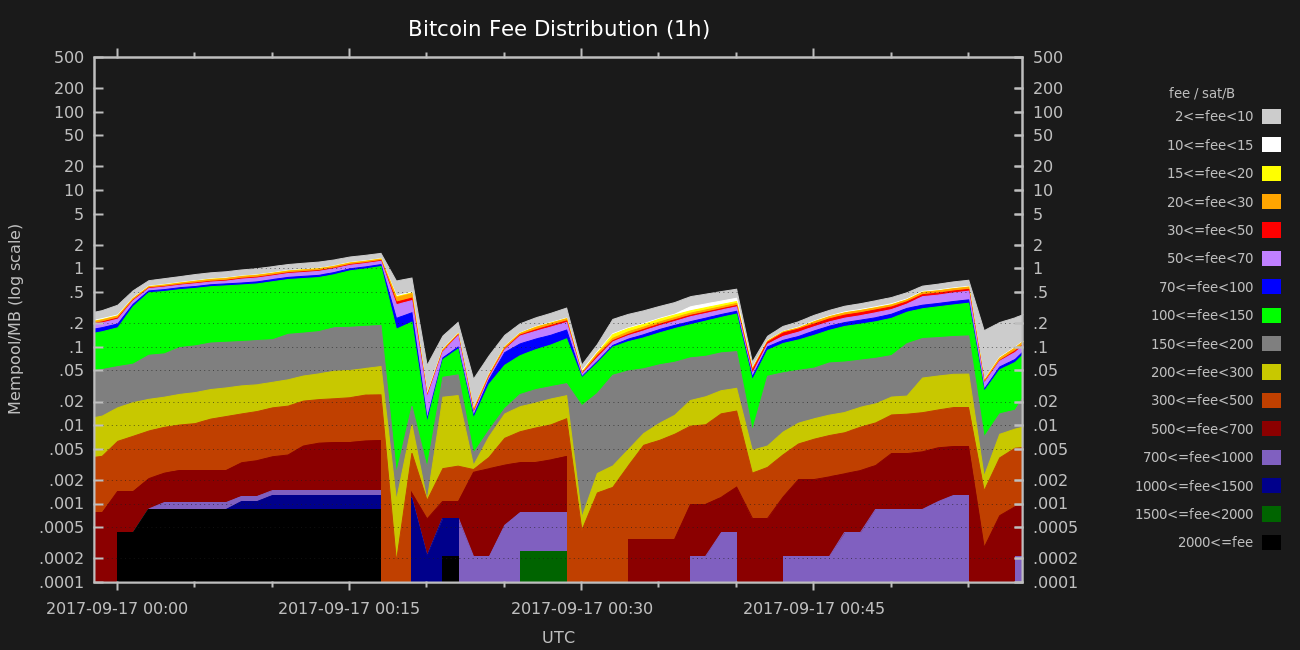 Bitcoin Fee Distribution (1h)
500
200
100
50
20
10
5
2
1
.5
.2
.1
.05
.02
.01
.005
.002
.001
.0005
.0002
.0001
Mempool/MB (log scale)
500
200
100
50
20
10
5
2
1
.5
.2
.1
.05
.02
.01
.005
.002
.001
.0005
.0002
.0001
2017-09-17 00:00
2017-09-17 00:15
2017-09-17 00:30
2017-09-17 00:45
UTC
fee / sat/B
2<=fee<10
10<=fee<15
15<=fee<20
20<=fee<30
30<=fee<50
50<=fee<70
70<=fee<100
100<=fee<150
150<=fee<200
200<=fee<300
300<=fee<500
500<=fee<700
700<=fee<1000
1000<=fee<1500
1500<=fee<2000
2000<=fee